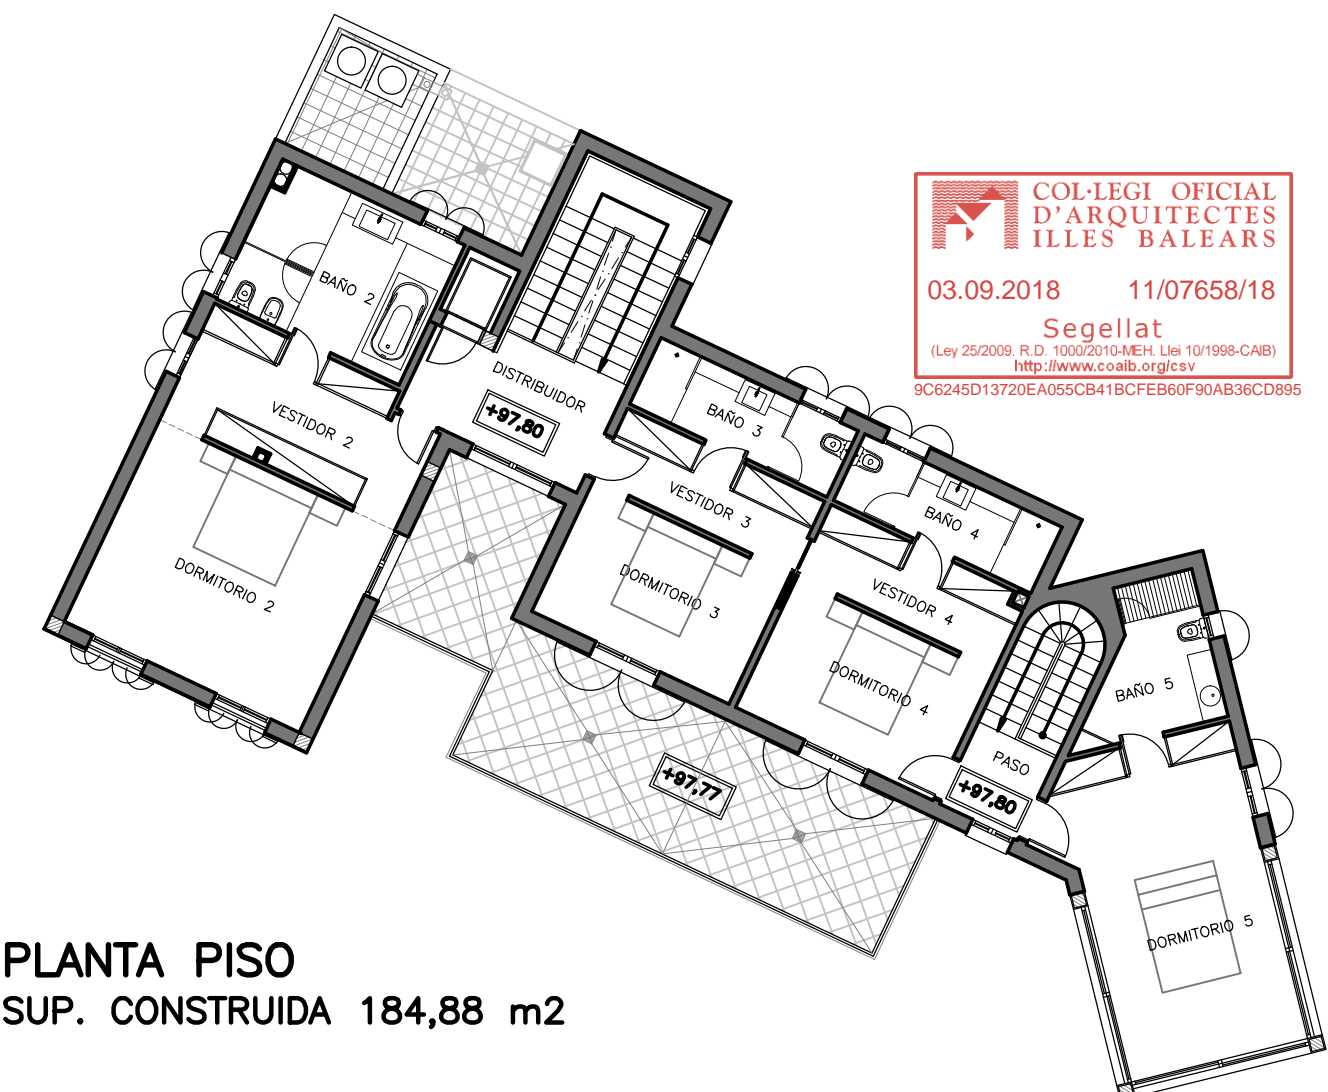 COL·LEGI OFICIAL
D'ARQUITECTES
ILLES BALEARS
03.09.2018 11/07658/18
Segellat
(Ley 25/2009. R.D. 1000/2010-MEH. Llei 10/1998-CAIB)
http://www.coaib.org/csv
9C6245D13720EA055CB41BCFEB60F90AB36CD895
BAÑO 2
VESTIDOR 2
DORMITORIO 2
DISTRIBUIDOR
+97,80
BAÑO 3
VESTIDOR 3
DORMITORIO 3
BAÑO 4
VESTIDOR 4
DORMITORIO 4
+97,77
PASO
+97,80
BAÑO 5
DORMITORIO 5
PLANTA PISO
SUP. CONSTRUIDA 184,88 m2